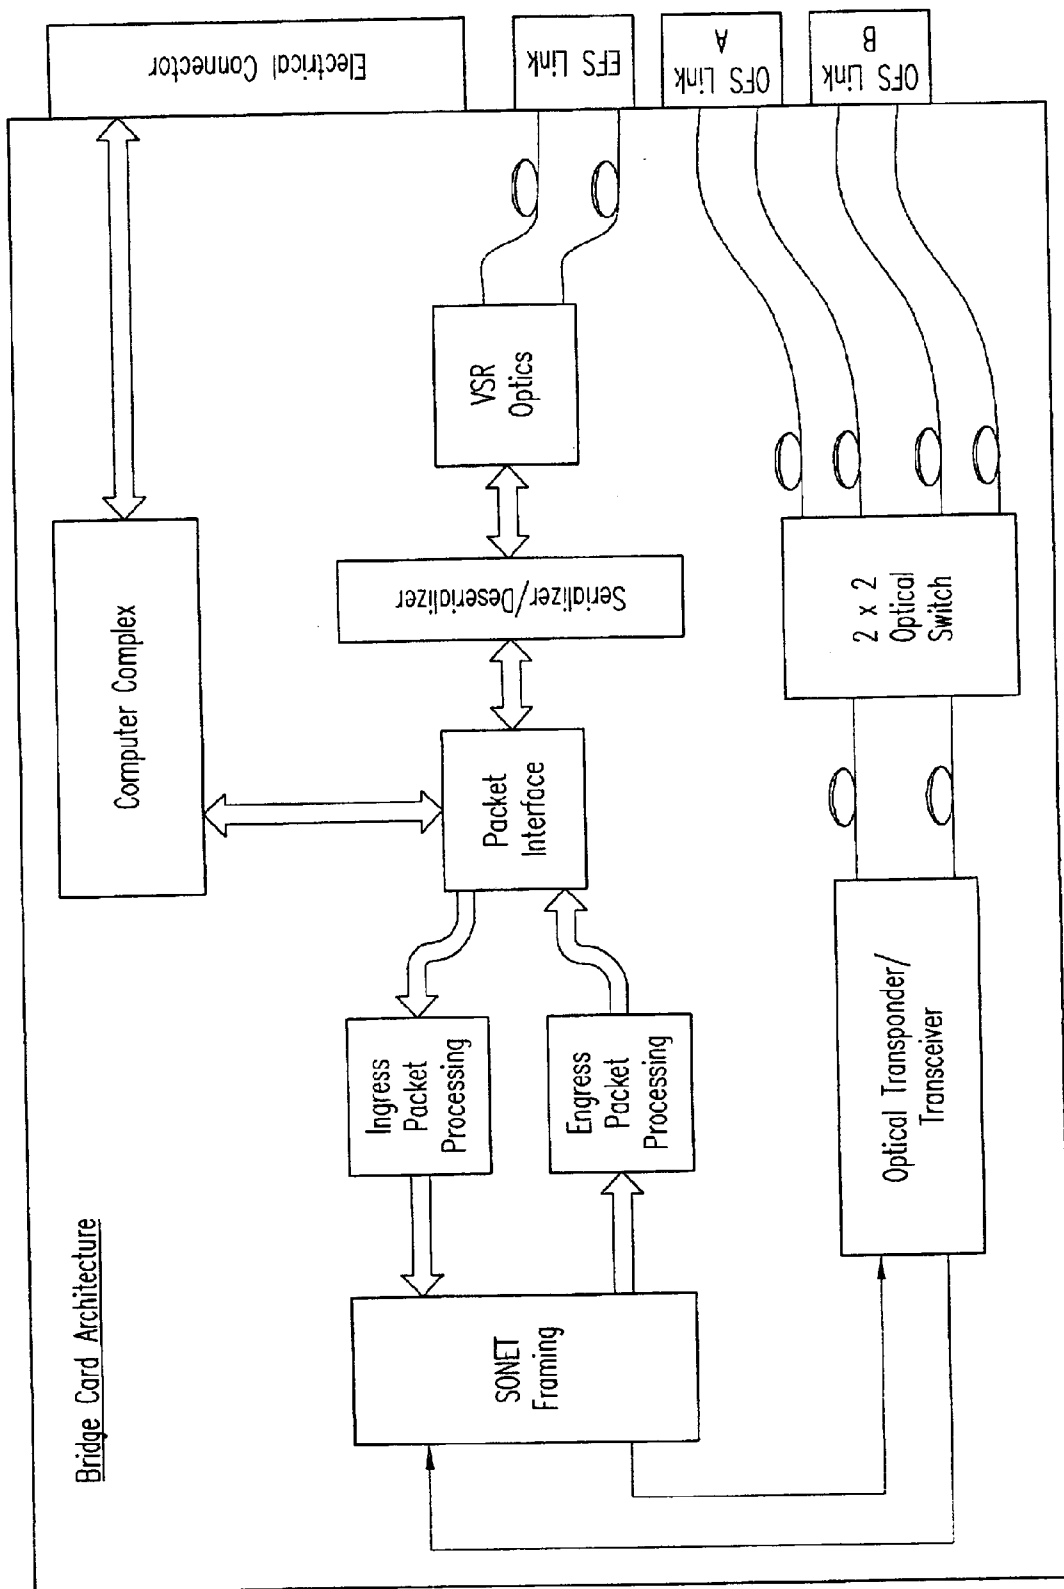 Bridge Card Architecture
SONET
Framing
Ingress
Packet
Processing
Engress
Packet
Processing
Optical Transponder/
Transceiver
Computer Complex
Packet
Interface
Serializer/Deserializer
VSR
Optics
2 x 2
Optical
Switch
Electrical Connector
EFS Link
OFS Link
A
OFS Link
B